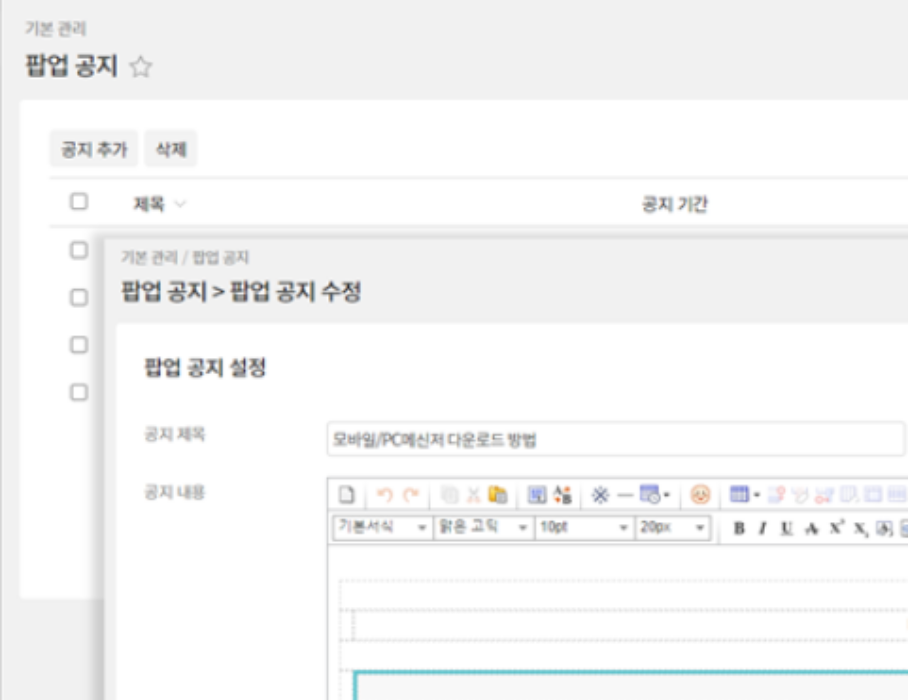 기본 관리
팝업 공지
공지 추가 삭제
제목 공지 기간
기본 관리 / 팝업 공지
팝업 공지 > 팝업 공지 수정
팝업 공지 설정
공지 제목 모바일/PC메신저 다운로드 방법
공지 내용
기본서식 맑은 고딕 10pt 20px B I U A X² X₂